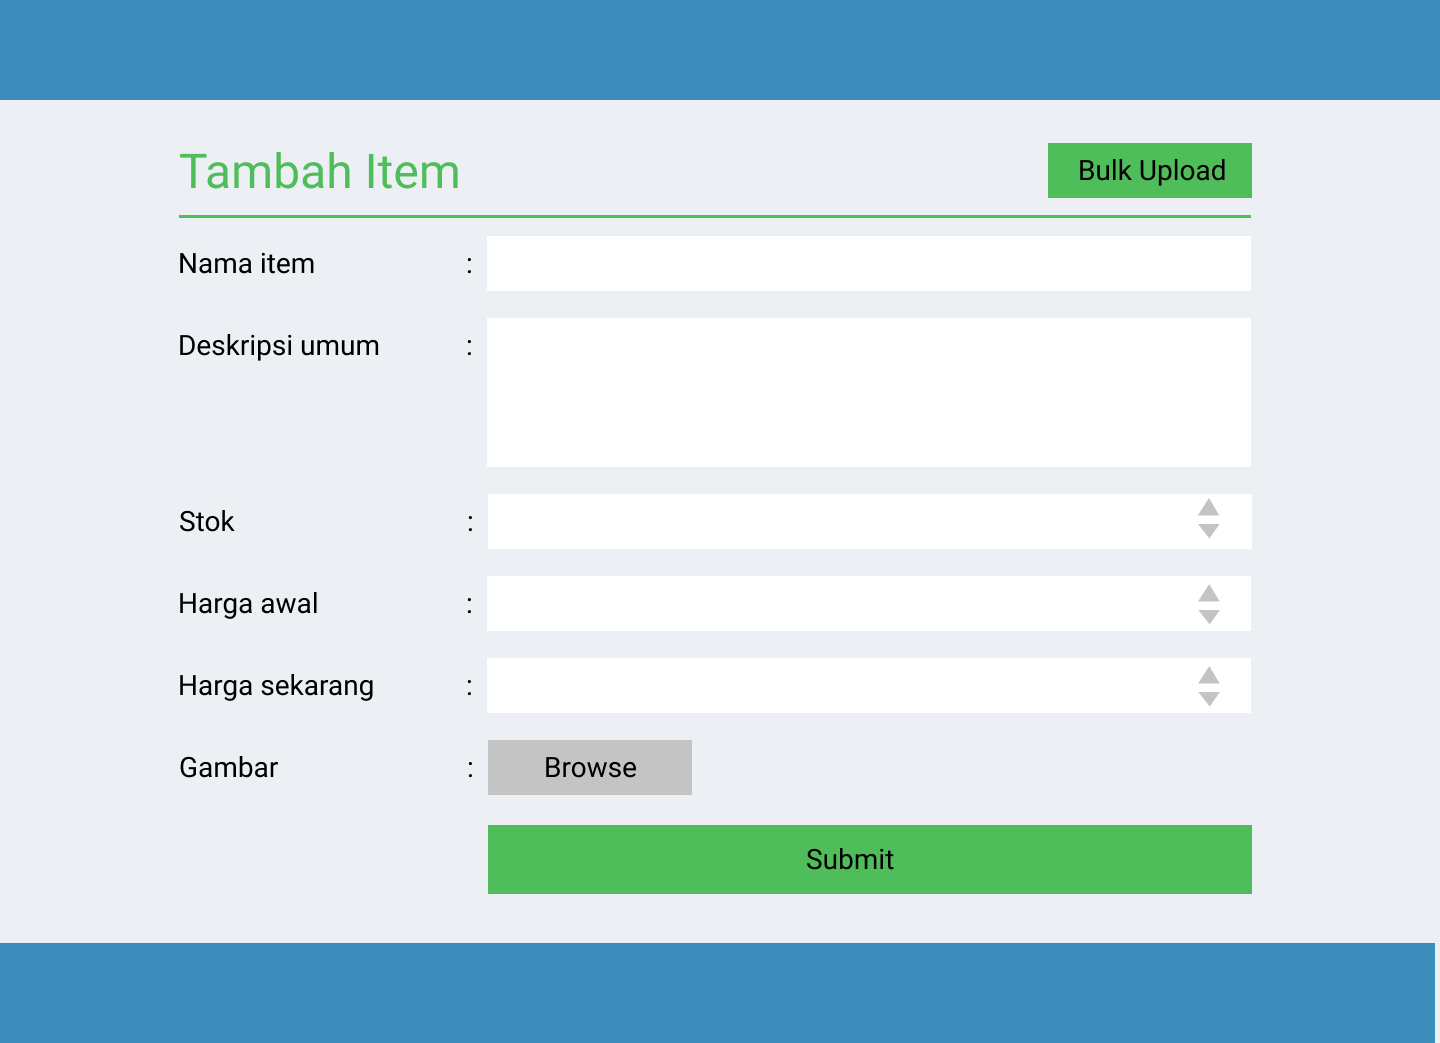 Tambah Item
Bulk Upload
Nama item :
Deskripsi umum :
Stok :
Harga awal :
Harga sekarang :
Gambar : Browse
Submit